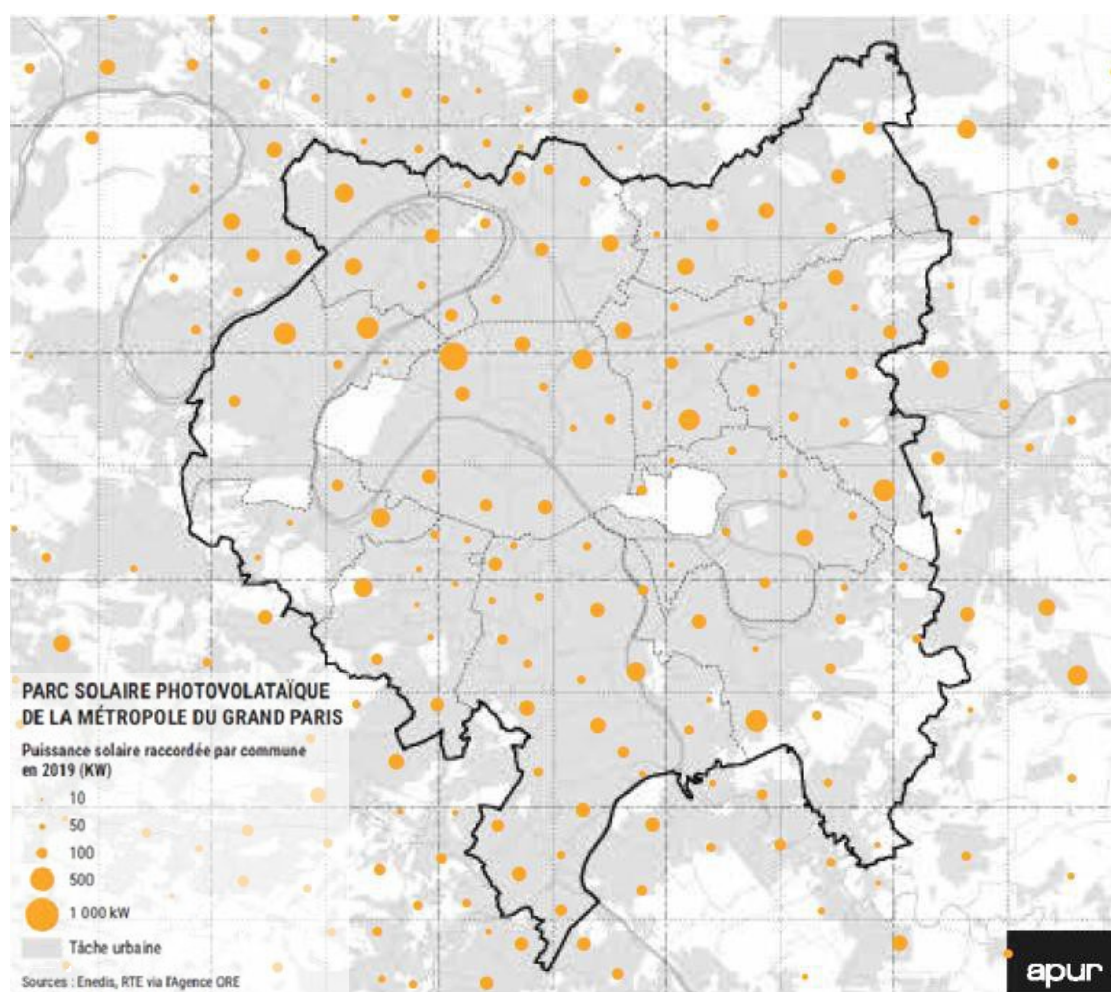 PARC SOLAIRE PHOTOVOLATAÏQUE
DE LA MÉTROPOLE DU GRAND PARIS
Puissance solaire raccordée par commune
en 2019 (KW)
10
50
100
500
1 000 kW
Tâche urbaine
Sources : Enedis, RTE via l'Agence ORE
apur